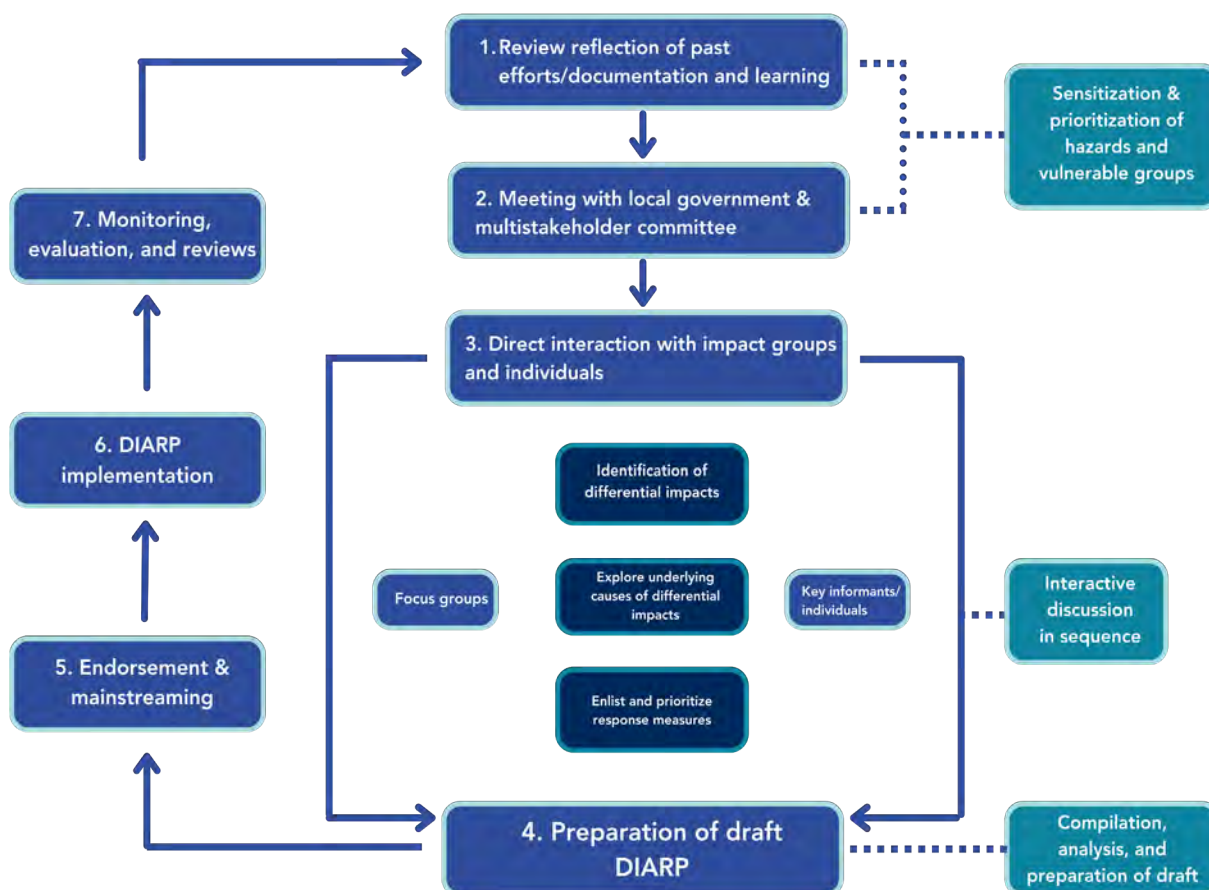 1. Review reflection of past
efforts/documentation and learning
Sensitization &
prioritization of
hazards and
vulnerable groups
2. Meeting with local government &
multistakeholder committee
7. Monitoring,
evaluation, and reviews
3. Direct interaction with impact groups
and individuals
6. DIARP
implementation
Identification of
differential impacts
Focus groups
Explore underlying
causes of differential
impacts
Key informants/
individuals
Interactive
discussion
in sequence
5. Endorsement &
mainstreaming
Enlist and prioritize
response measures
4. Preparation of draft
DIARP
Compilation,
analysis, and
preparation of draft